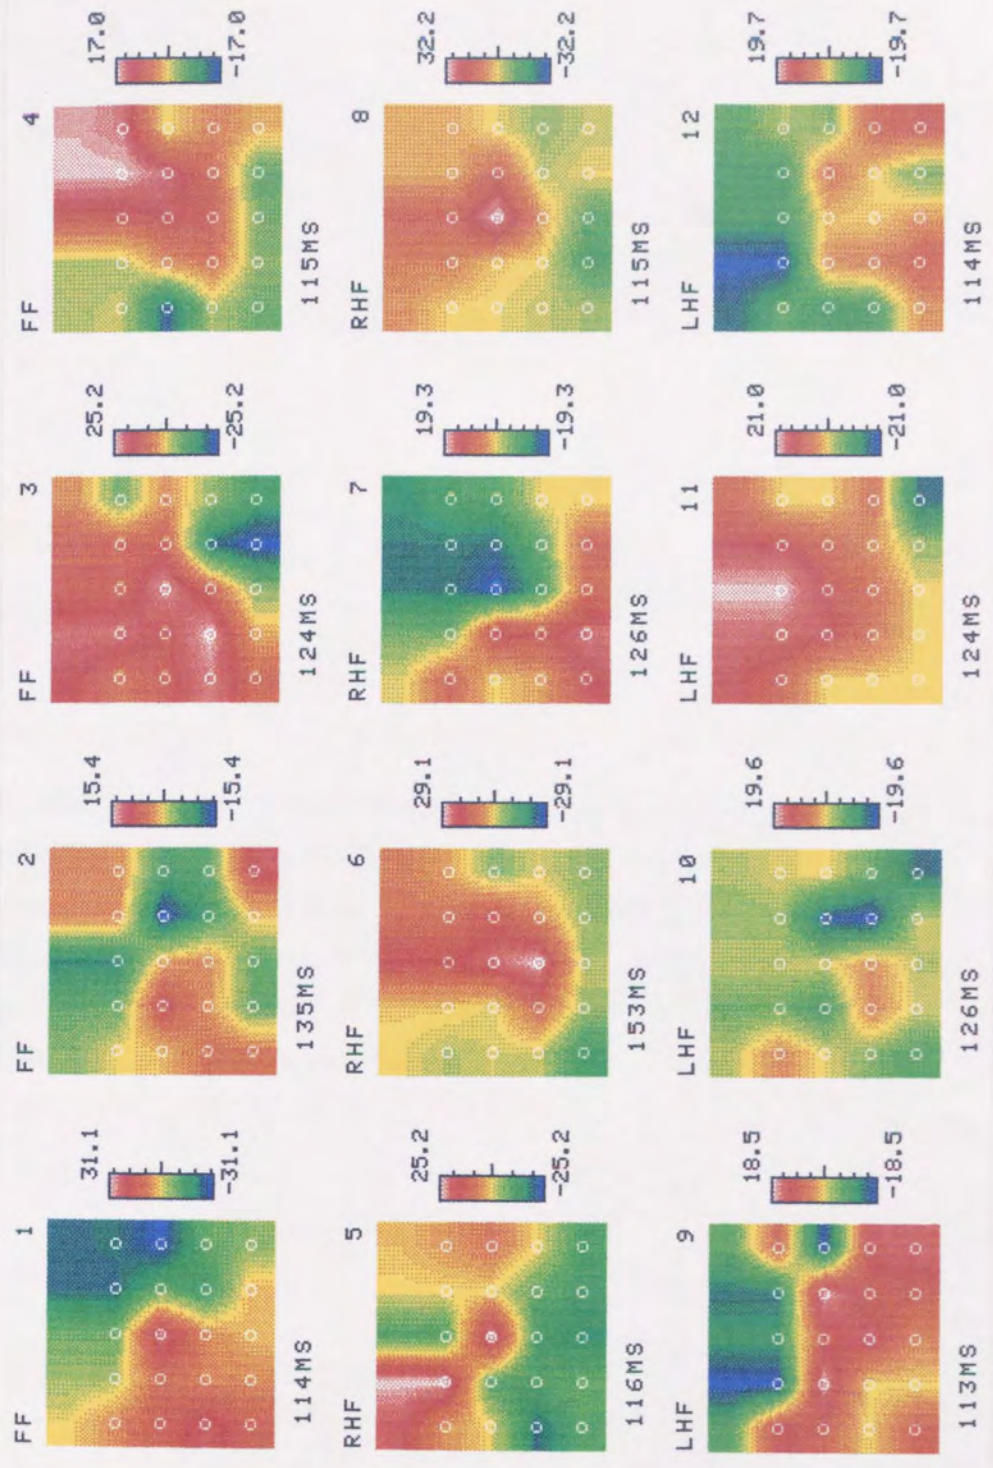 FF 1
31.1
-31.1
114MS
FF 2
15.4
-15.4
135MS
FF 3
25.2
-25.2
124MS
FF 4
17.0
-17.0
115MS
RHF 5
25.2
-25.2
116MS
RHF 6
29.1
-29.1
153MS
RHF 7
19.3
-19.3
126MS
RHF 8
32.2
-32.2
115MS
LHF 9
18.5
-18.5
113MS
LHF 10
19.6
-19.6
126MS
LHF 11
21.0
-21.0
124MS
LHF 12
19.7
-19.7
114MS